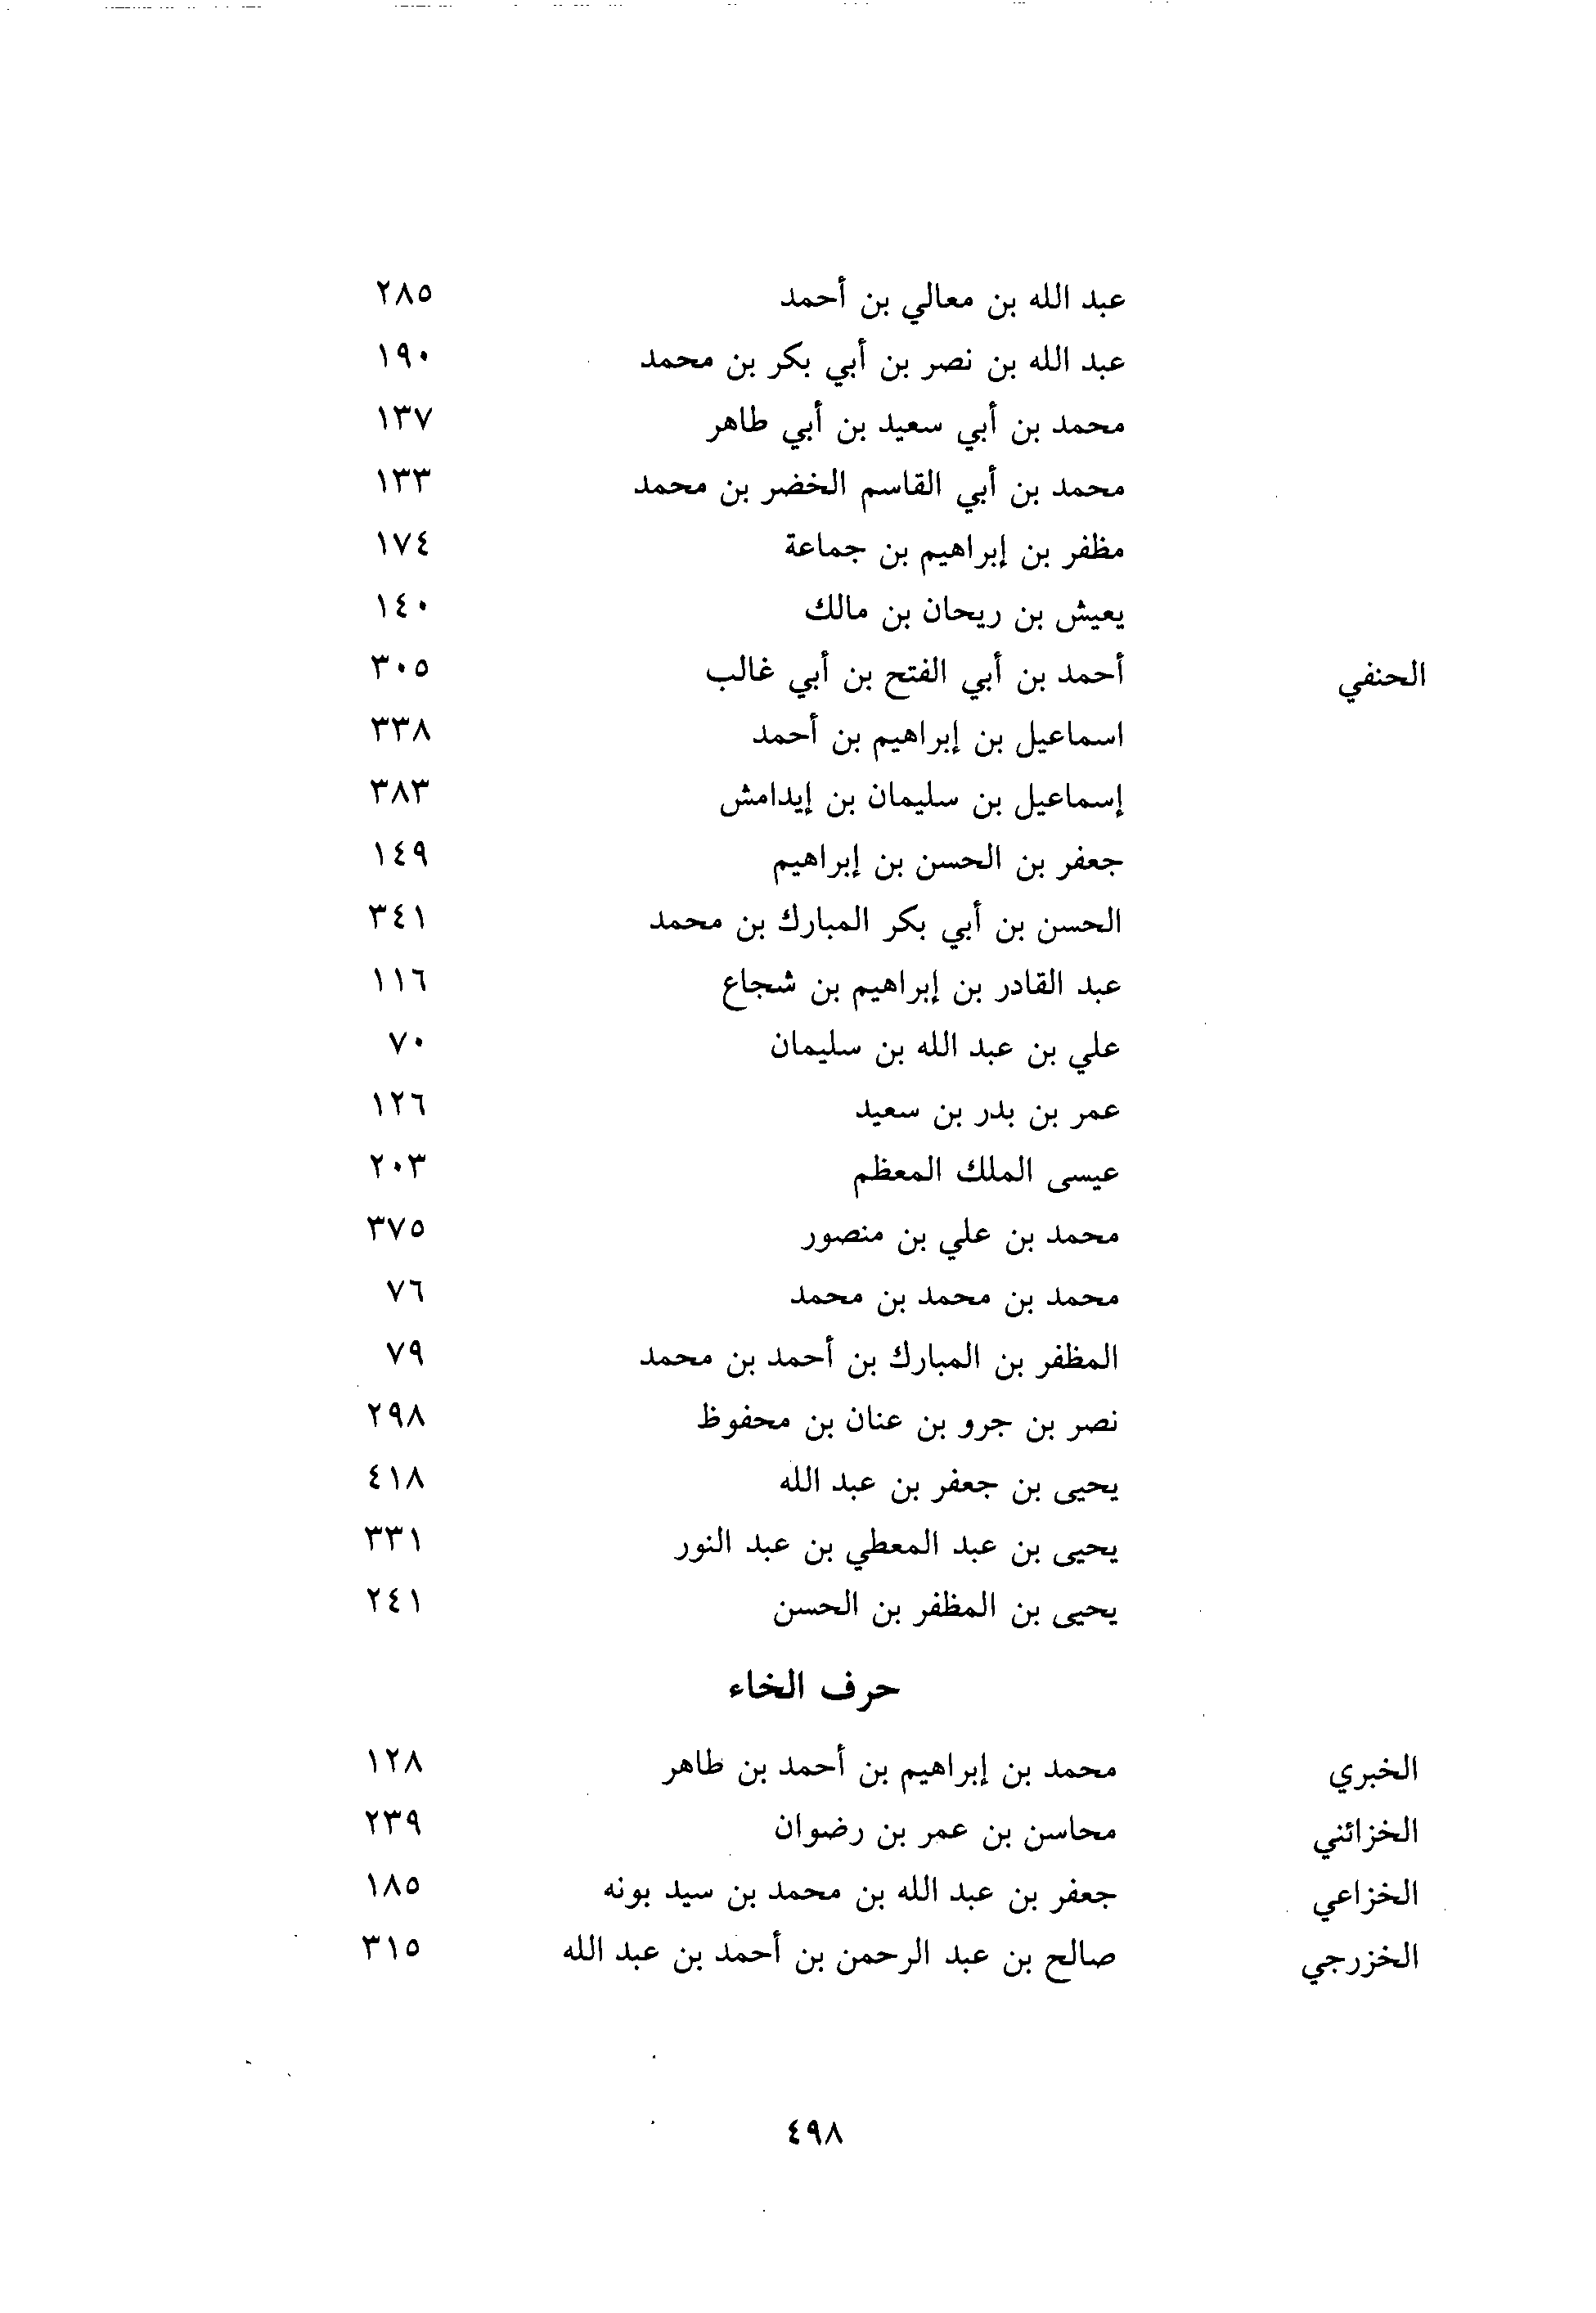 عبد الله بن معالي بن أحمد ٢٨٥
عبد الله بن نصر بن أبي بكر بن محمد ١٩٠
محمد بن أبي سعيد بن أبي طاهر ١٣٧
محمد بن أبي القاسم الخضر بن محمد ١٣٣
مظفر بن إبراهيم بن جماعة ١٧٤
يعيش بن ريحان بن مالك ١٤٠
الحنفي أحمد بن أبي الفتح بن أبي غالب ٣٠٥
اسماعيل بن إبراهيم بن أحمد ٣٣٨
إسماعيل بن سليمان بن إيدامش ٣٨٣
جعفر بن الحسن بن إبراهيم ١٤٩
الحسن بن أبي بكر المبارك بن محمد ٣٤١
عبد القادر بن إبراهيم بن شجاع ١١٦
علي بن عبد الله بن سليمان ٧٠
عمر بن بدر بن سعيد ١٢٦
عيسى الملك المعظم ٢٠٣
محمد بن علي بن منصور ٣٧٥
محمد بن محمد بن محمد ٧٦
المظفر بن المبارك بن أحمد بن محمد ٧٩
نصر بن جرو بن عنان بن محفوظ ٢٩٨
يحيى بن جعفر بن عبد الله ٤١٨
يحيى بن عبد المعطي بن عبد النور ٣٣١
يحيى بن المظفر بن الحسن ٢٤١
حرف الخاء
الخبري محمد بن إبراهيم بن أحمد بن طاهر ١٢٨
الخزائني محاسن بن عمر بن رضوان ٢٣٩
الخزاعي جعفر بن عبد الله بن محمد بن سيد بونه ١٨٥
الخزرجي صالح بن عبد الرحمن بن أحمد بن عبد الله ٣١٥
٤٩٨